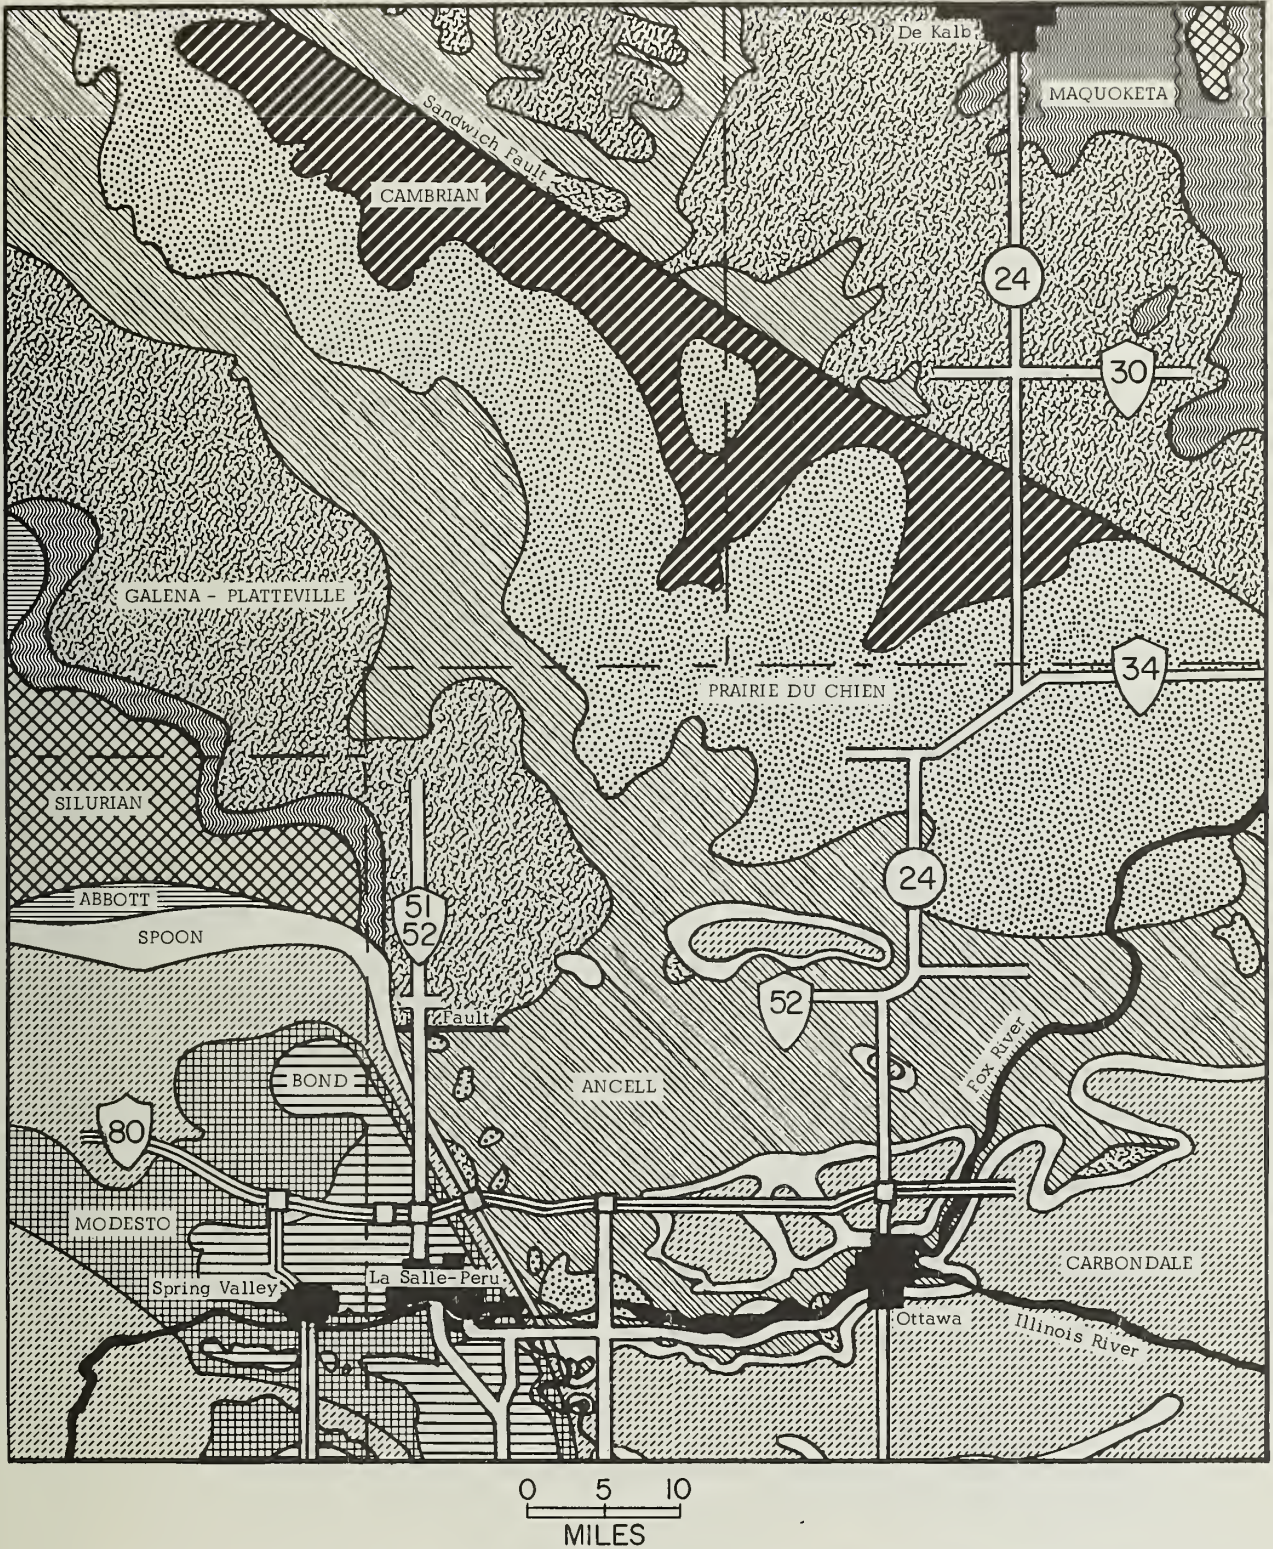 De Kalb
MAQUOKETA
Sandwich Fault
CAMBRIAN
24
30
GALENA - PLATTEVILLE
34
PRAIRIE DU CHIEN
SILURIAN
ABBOTT
SPOON
51
52
24
52
Fault
Fox River
BOND
ANCELL
80
MODESTO
CARBONDALE
Spring Valley
La Salle-Peru
Ottawa
Illinois River
0 5 10
MILES